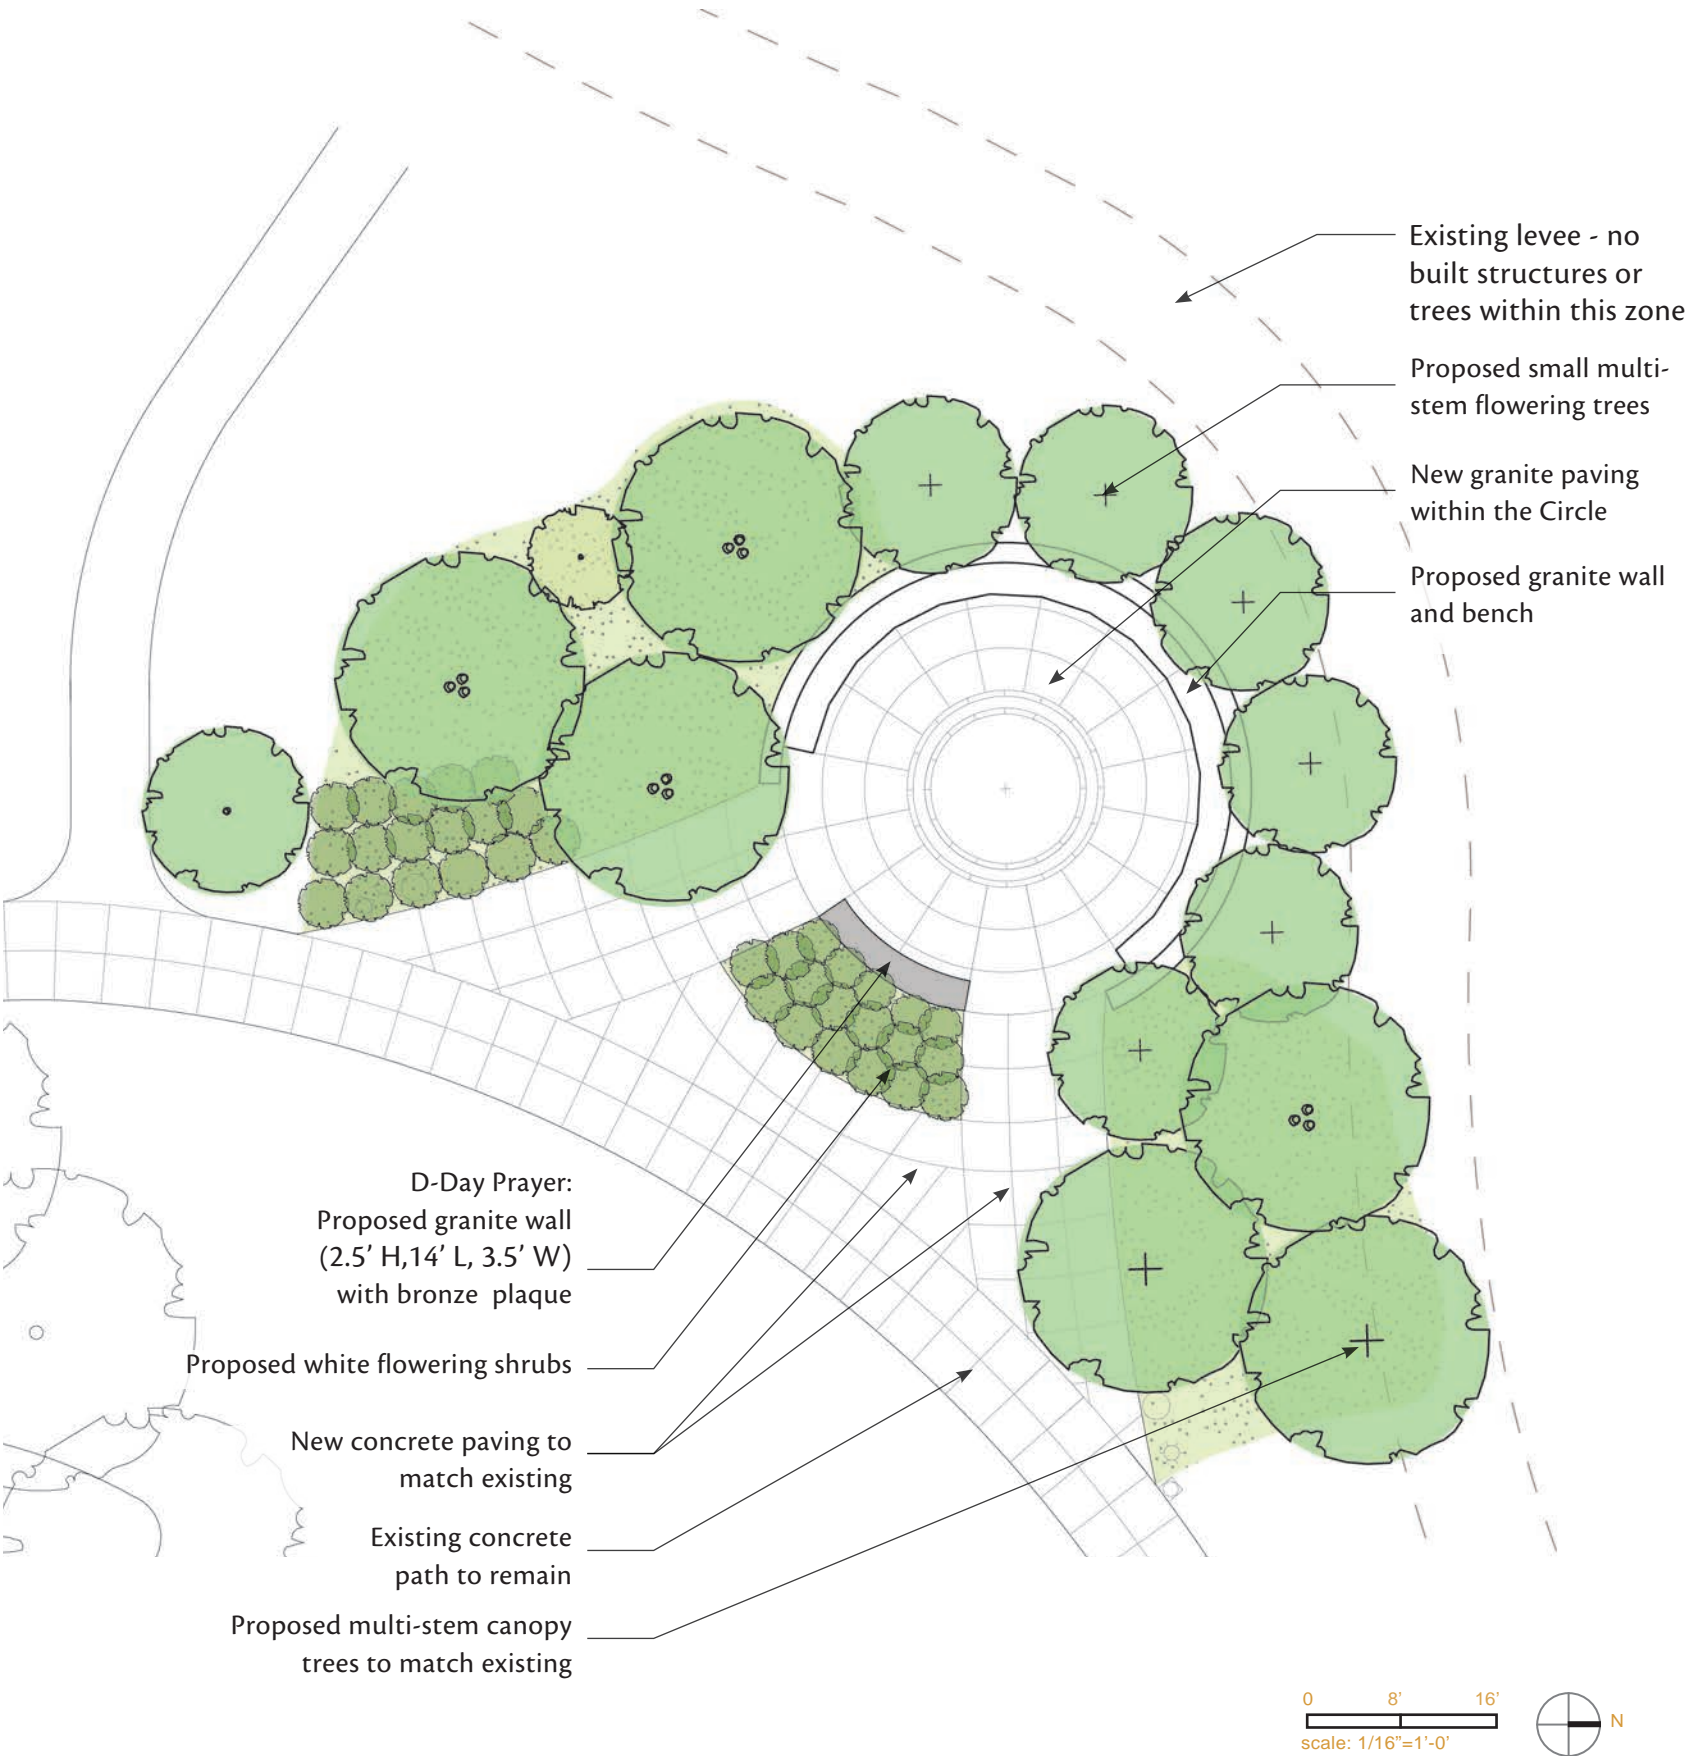 Existing levee - no
built structures or
trees within this zone
Proposed small multi-
stem flowering trees
New granite paving
within the Circle
Proposed granite wall
and bench
D-Day Prayer:
Proposed granite wall
(2.5’ H,14’ L, 3.5’ W)
with bronze plaque
Proposed white flowering shrubs
New concrete paving to
match existing
Existing concrete
path to remain
Proposed multi-stem canopy
trees to match existing
0 8’ 16’
scale: 1/16”=1’-0’
N